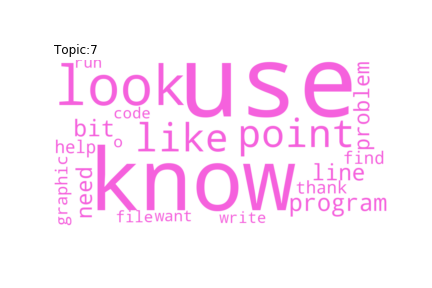 Topic:7
run
look use
code
bit like point problem
help o
find
know
graphic need line
thank
program
file want write